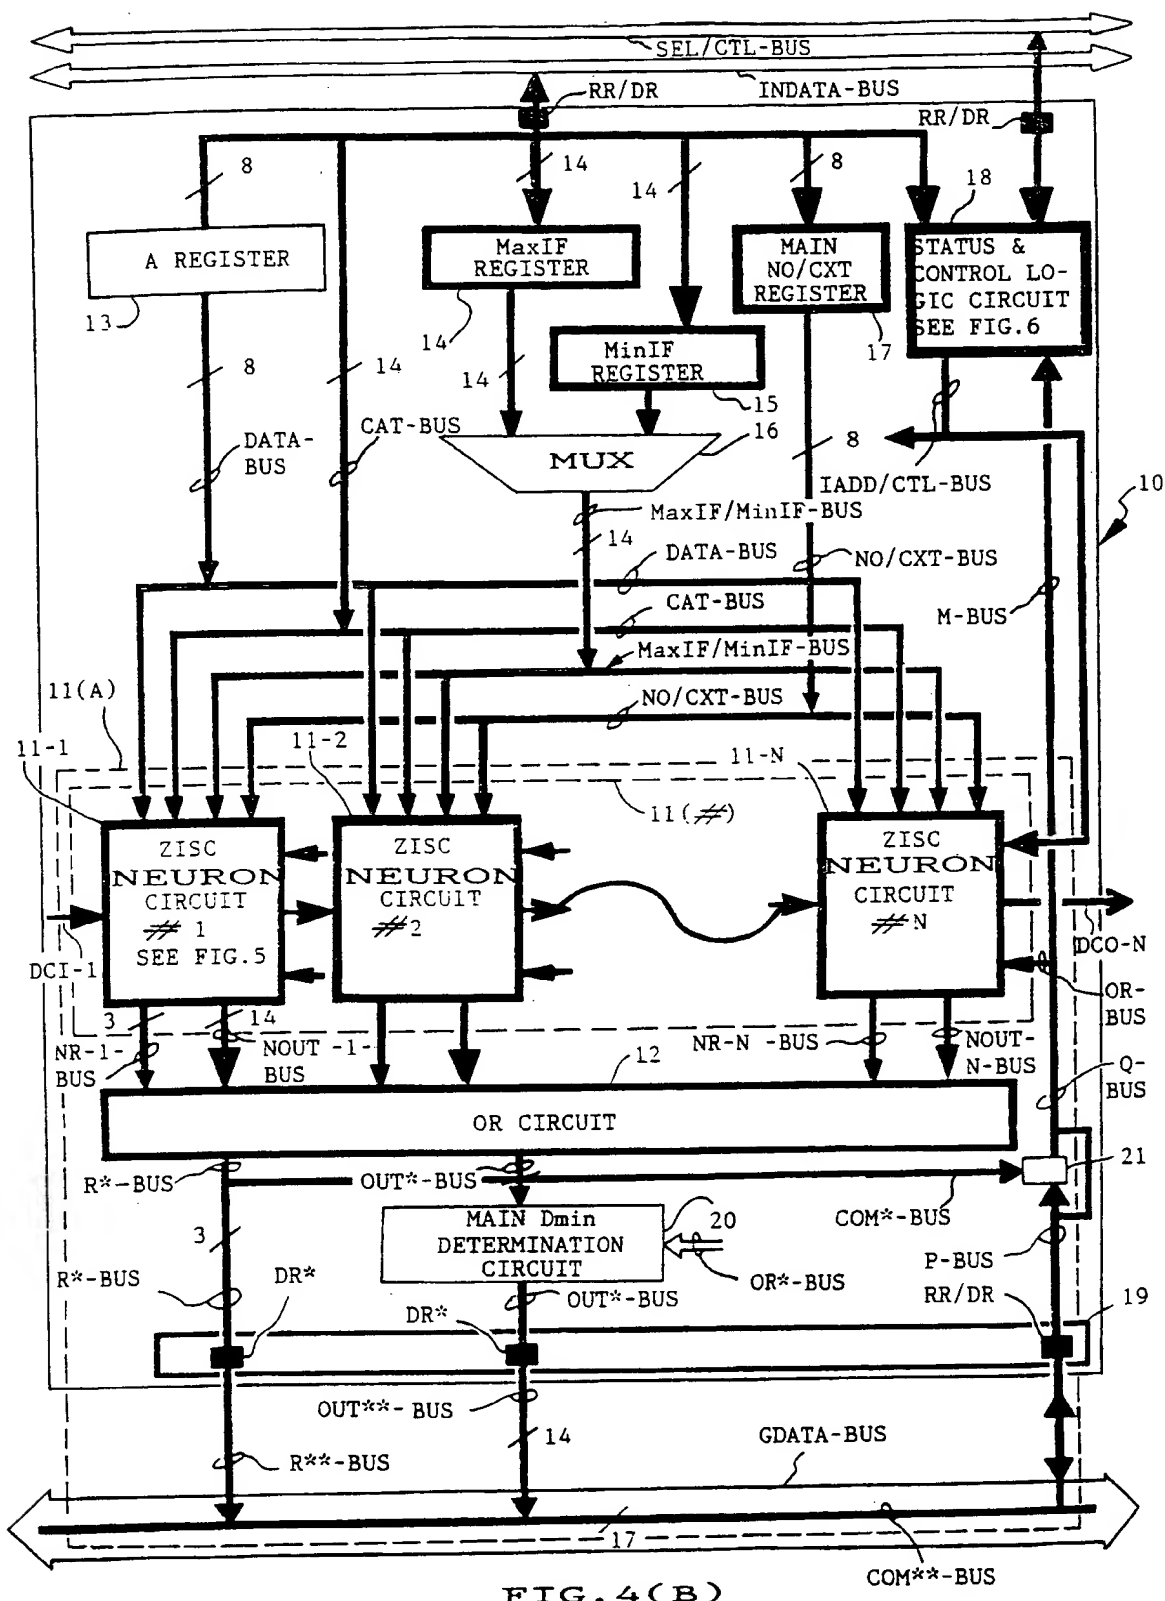 SEL/CTL-BUS
INDATA-BUS
RR/DR
RR/DR
8
14
14
8
18
A REGISTER
MaxIF
REGISTER
MAIN
NO/CXT
REGISTER
STATUS &
CONTROL LO-
GIC CIRCUIT
SEE FIG.6
13
14
17
MinIF
REGISTER
8
14
14
15
DATA-
BUS
CAT-BUS
MUX
16
8
IADD/CTL-BUS
10
MaxIF/MinIF-BUS
14
DATA-BUS
NO/CXT-BUS
CAT-BUS
M-BUS
MaxIF/MinIF-BUS
11(A)
NO/CXT-BUS
11-1
11-2
11-N
11(#)
ZISC
NEURON
CIRCUIT
# 1
SEE FIG.5
ZISC
NEURON
CIRCUIT
#2
ZISC
NEURON
CIRCUIT
#N
DCI-1
DCO-N
OR-
BUS
3
14
NR-1-
BUS
NOUT -1-
BUS
12
NR-N -BUS
NOUT-
N-BUS
Q-
BUS
OR CIRCUIT
21
R*-BUS
OUT*-BUS
COM*-BUS
3
MAIN Dmin
DETERMINATION
CIRCUIT
20
P-BUS
R*-BUS
DR*
OR*-BUS
OUT*-BUS
RR/DR
19
DR*
OUT**-BUS
14
GDATA-BUS
R**-BUS
17
COM**-BUS
FIG.4(B)